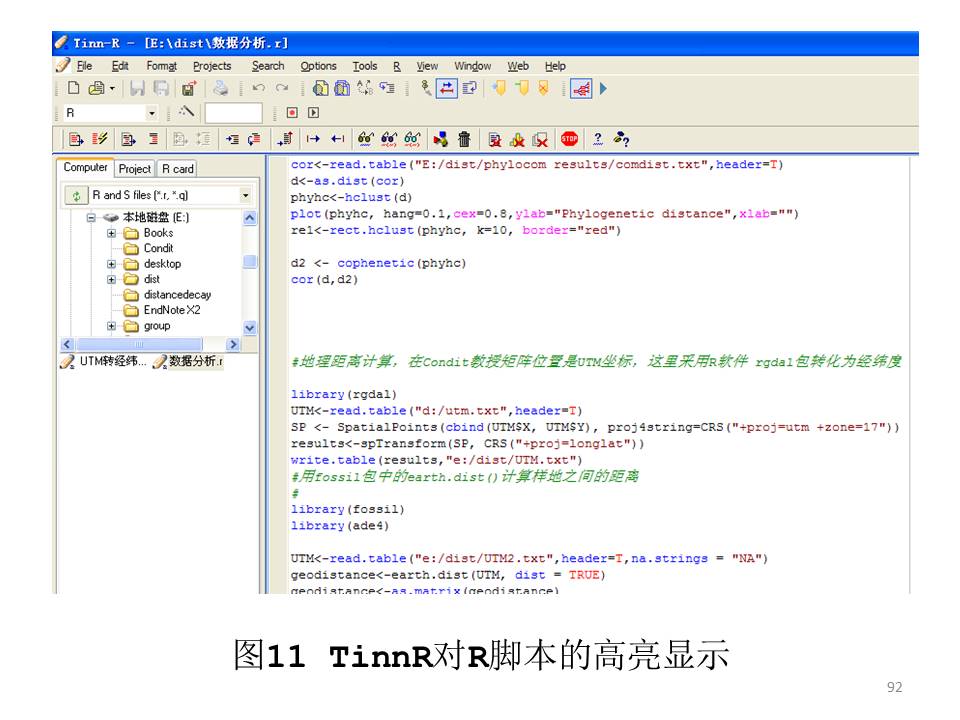 Tinn-R - [E:\dist\数据分析.r]
File Edit Format Projects Search Options Tools R View Window Web Help
R
STOP
Computer Project R card
R and S files (*.r, *.q)
本地磁盘 (E:)
Books
Condit
desktop
dist
distancedecay
EndNote X2
group
UTM转经纬... 数据分析.r
cor<-read.table("E:/dist/phylocom results/comdist.txt",header=T)
d<-as.dist(cor)
phyhc<-hclust(d)
plot(phyhc, hang=0.1,cex=0.8,ylab="Phylogenetic distance",xlab="")
re1<-rect.hclust(phyhc, k=10, border="red")
d2 <- cophenetic(phyhc)
cor(d,d2)
#地理距离计算，在Condit教授矩阵位置是UTM坐标，这里采用R软件 rgdal包转化为经纬度
library(rgdal)
UTM<-read.table("d:/utm.txt",header=T)
SP <- SpatialPoints(cbind(UTM$X, UTM$Y), proj4string=CRS("+proj=utm +zone=17"))
results<-spTransform(SP, CRS("+proj=longlat"))
write.table(results,"e:/dist/UTM.txt")
#用fossil包中的earth.dist()计算样地之间的距离
#
library(fossil)
library(ade4)
UTM<-read.table("e:/dist/UTM2.txt",header=T,na.strings = "NA")
geodistance<-earth.dist(UTM, dist = TRUE)
geodistance<-as.matrix(geodistance)
图11 TinnR对R脚本的高亮显示
92